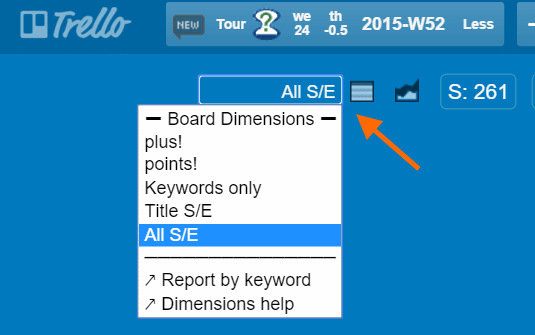 Trello
NEW Tour we 24 th -0.5 2015-W52 Less
All S/E
S: 261
— Board Dimensions —
plus!
points!
Keywords only
Title S/E
All S/E
↗ Report by keyword
↗ Dimensions help